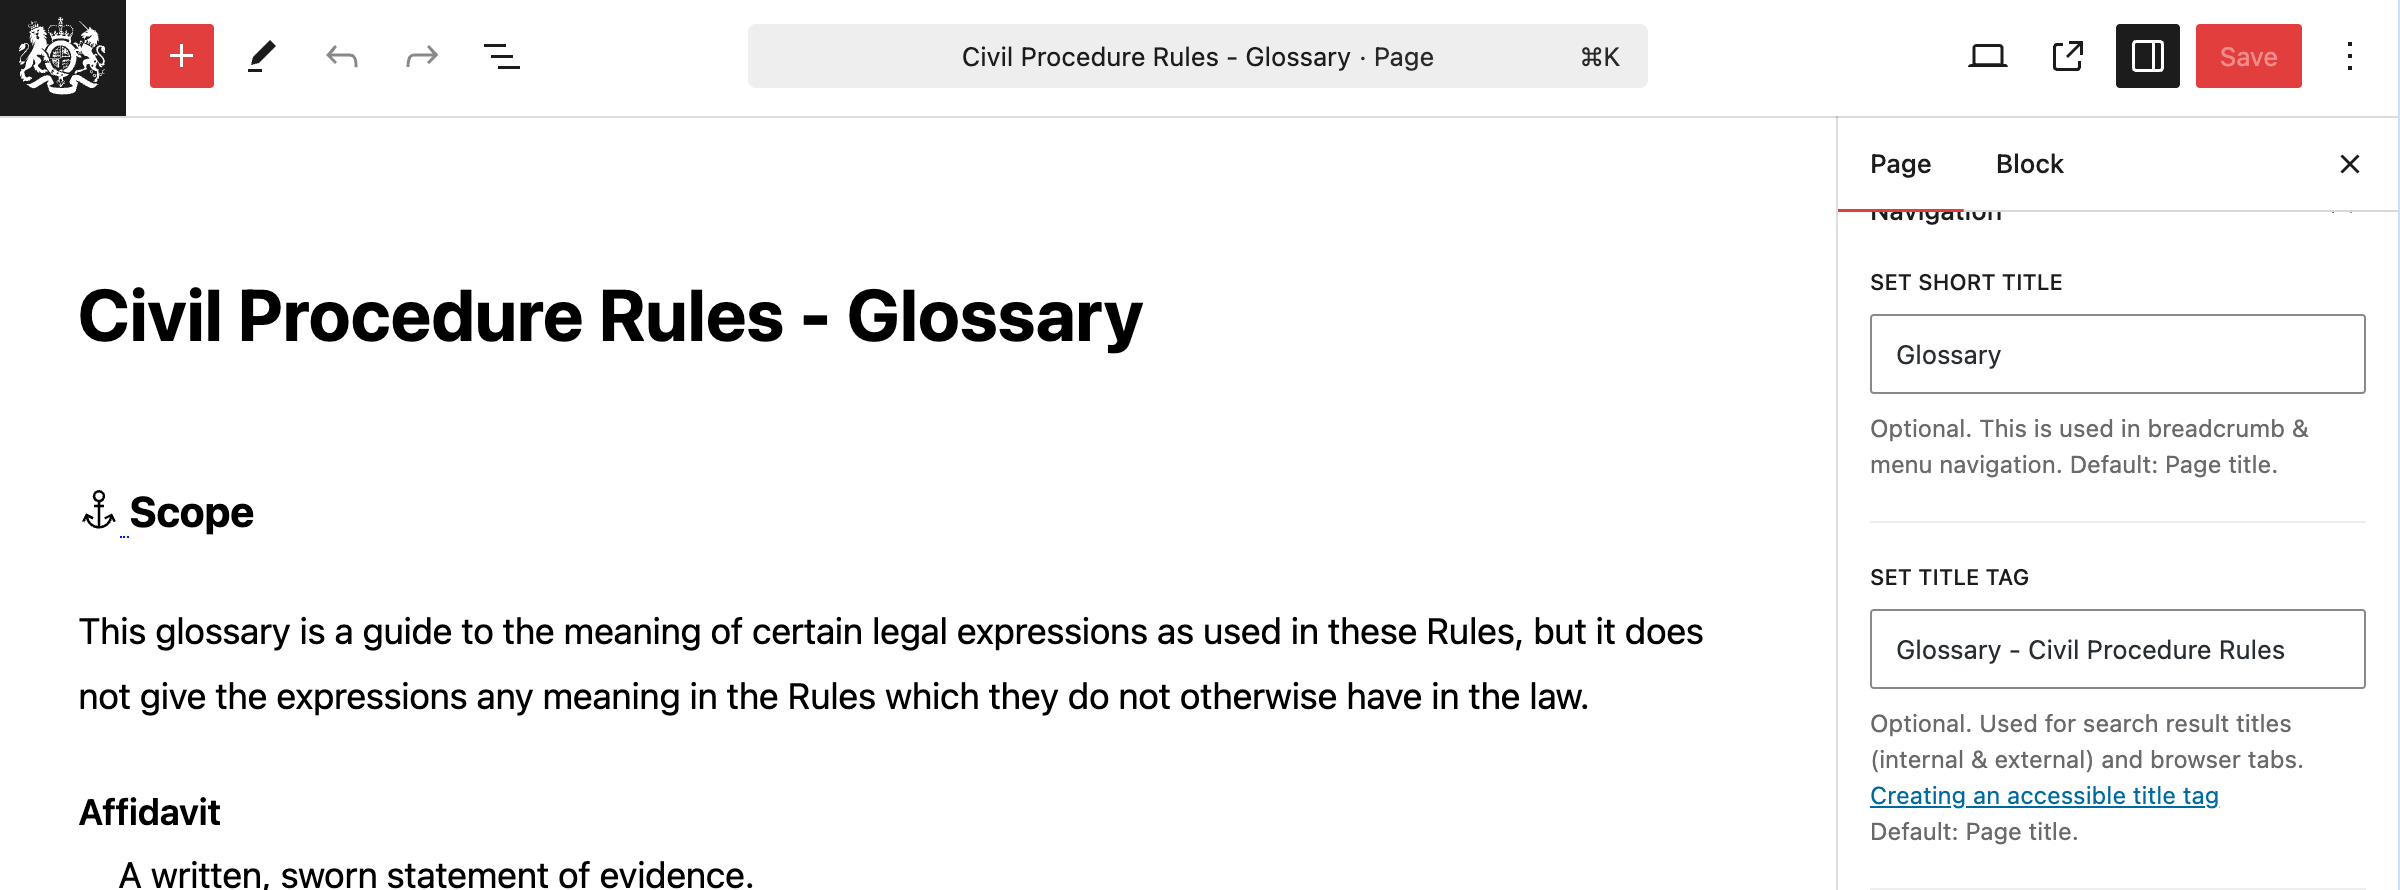 Civil Procedure Rules - Glossary · Page ⌘K
Save
Page Block
Navigation
Civil Procedure Rules - Glossary
Scope
This glossary is a guide to the meaning of certain legal expressions as used in these Rules, but it does
not give the expressions any meaning in the Rules which they do not otherwise have in the law.
Affidavit
A written, sworn statement of evidence.
SET SHORT TITLE
Glossary
Optional. This is used in breadcrumb &
menu navigation. Default: Page title.
SET TITLE TAG
Glossary - Civil Procedure Rules
Optional. Used for search result titles
(internal & external) and browser tabs.
Creating an accessible title tag
Default: Page title.